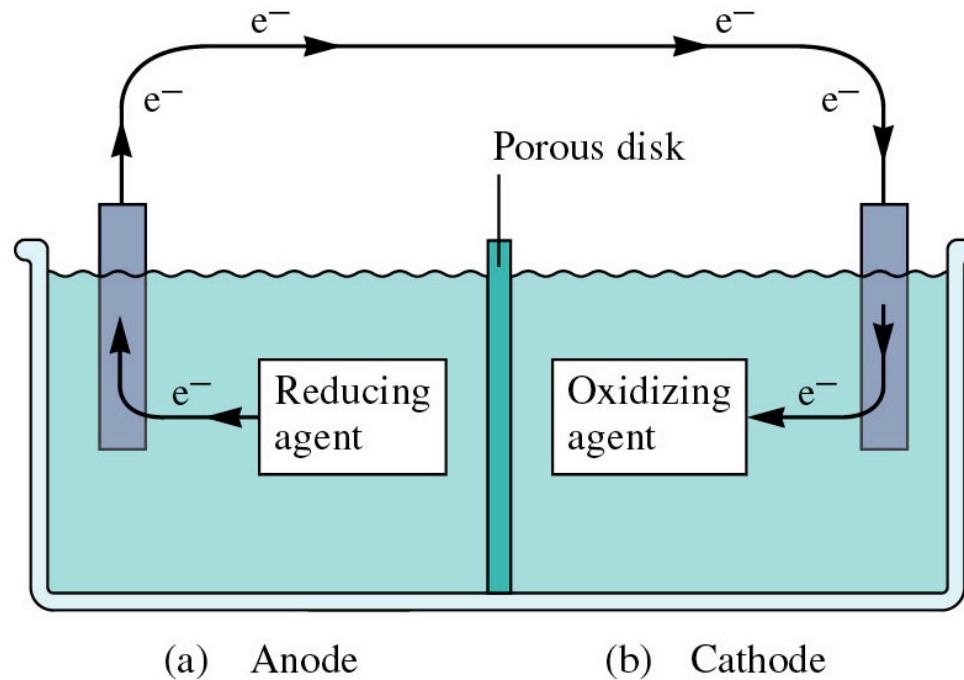 e⁻
e⁻
e⁻
e⁻
Porous disk
e⁻
Reducing
agent
Oxidizing
agent
e⁻
(a) Anode
(b) Cathode